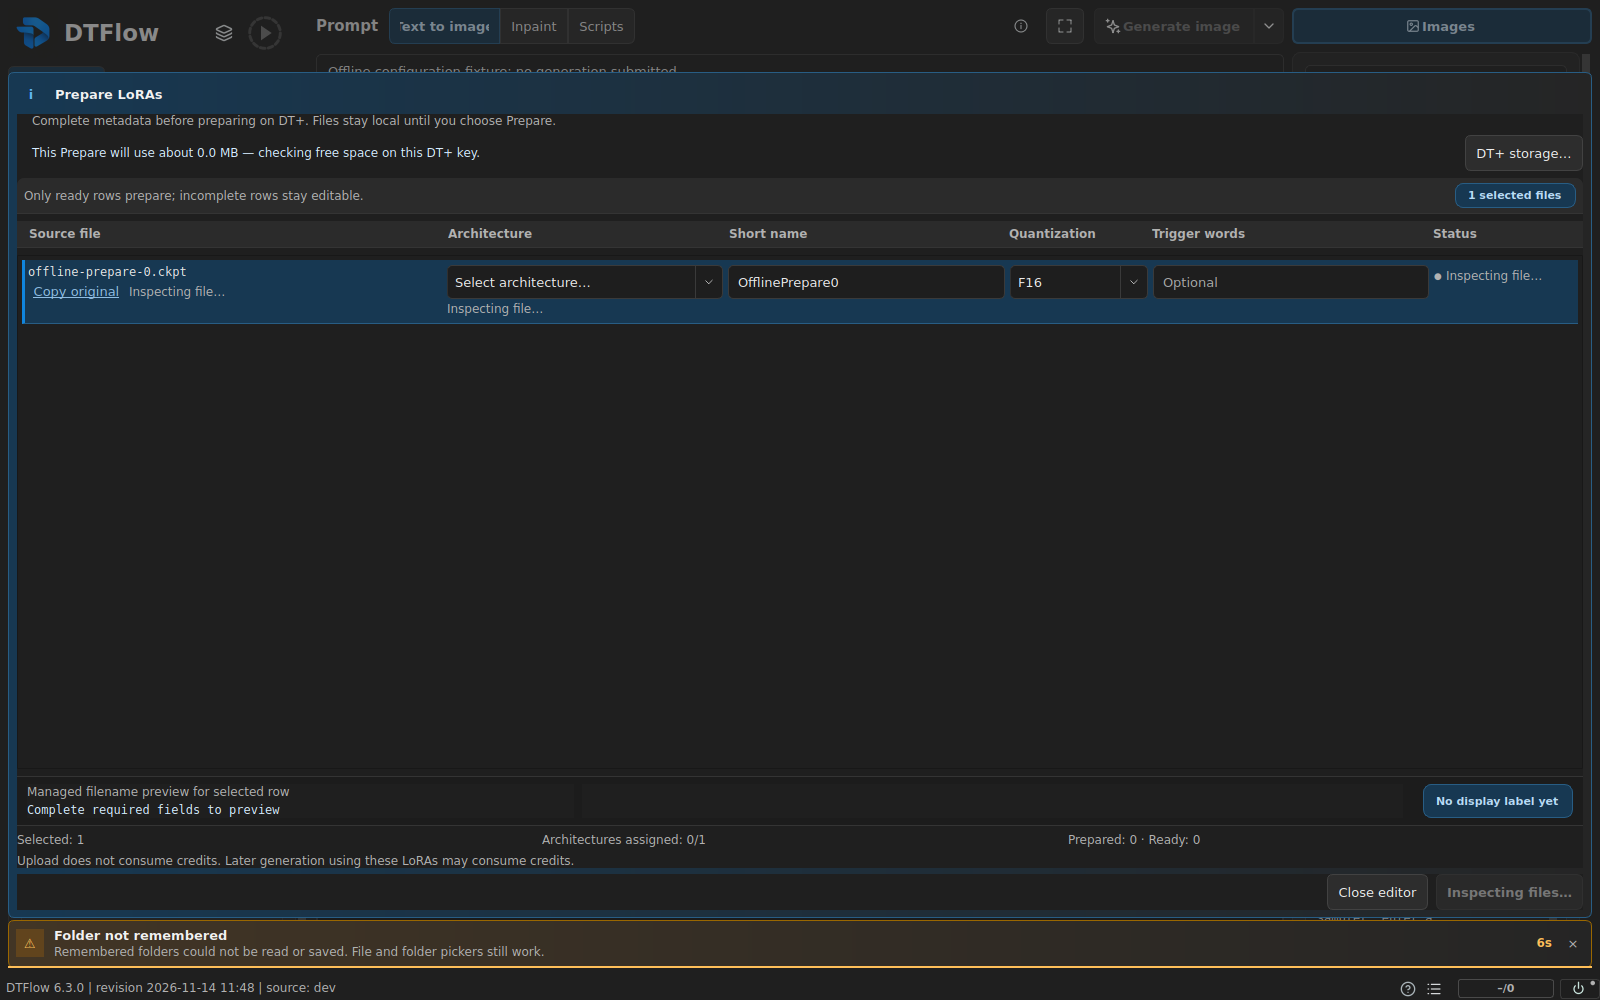 DTFlow
Prompt
Text to image
Inpaint
Scripts
Generate image
Images
Offline configuration fixture: no generation submitted
i Prepare LoRAs
Complete metadata before preparing on DT+. Files stay local until you choose Prepare.
This Prepare will use about 0.0 MB — checking free space on this DT+ key.
DT+ storage…
Only ready rows prepare; incomplete rows stay editable.
1 selected files
Source file
Architecture
Short name
Quantization
Trigger words
Status
offline-prepare-0.ckpt
Copy original Inspecting file…
Select architecture…
Inspecting file…
OfflinePrepare0
F16
Optional
● Inspecting file…
Managed filename preview for selected row
Complete required fields to preview
No display label yet
Selected: 1
Architectures assigned: 0/1
Prepared: 0 · Ready: 0
Upload does not consume credits. Later generation using these LoRAs may consume credits.
Close editor
Inspecting files…
Folder not remembered
Remembered folders could not be read or saved. File and folder pickers still work.
6s ×
DTFlow 6.3.0 | revision 2026-11-14 11:48 | source: dev
–/0